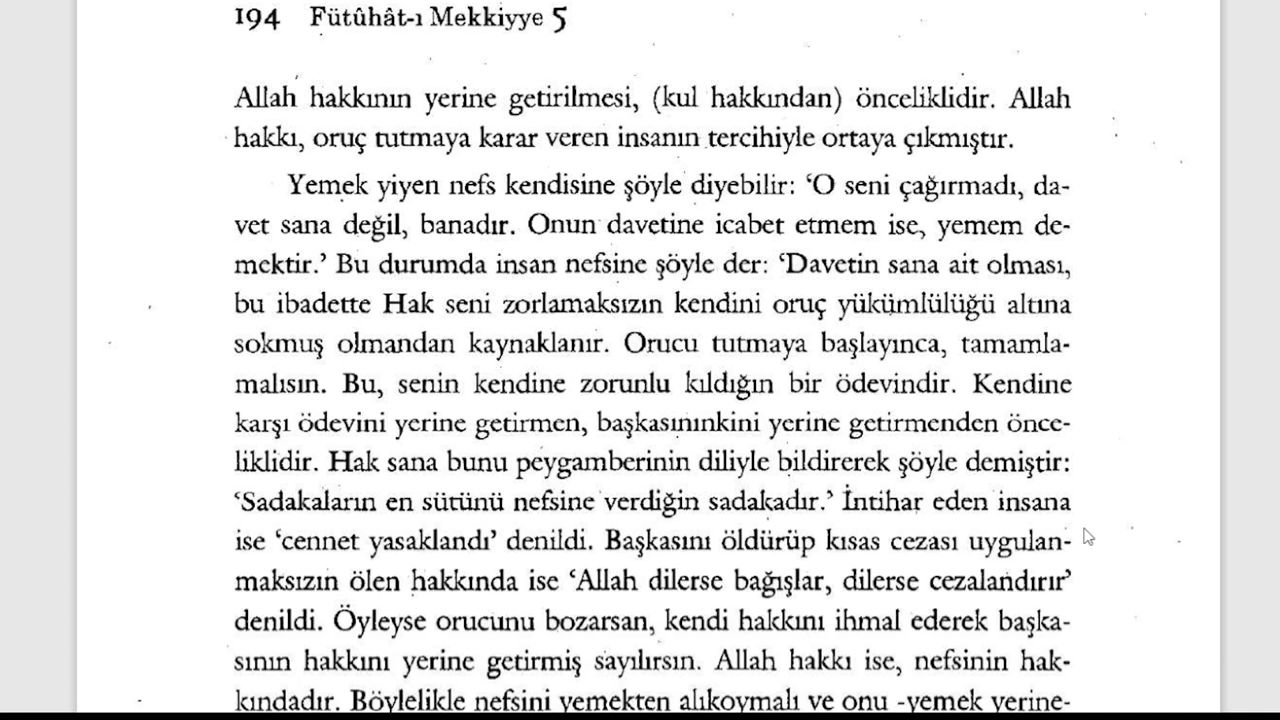 194 Fütûhât-ı Mekkiyye 5
Allah hakkının yerine getirilmesi, (kul hakkından) önceliklidir. Allah
hakkı, oruç tutmaya karar veren insanın tercihiyle ortaya çıkmıştır.
Yemek yiyen nefs kendisine şöyle diyebilir: ‘O seni çağırmadı, da-
vet sana değil, banadır. Onun davetine icabet etmem ise, yemem de-
mektir.’ Bu durumda insan nefsine şöyle der: ‘Davetin sana ait olması,
bu ibadette Hak seni zorlamaksızın kendini oruç yükümlülüğü altına
sokmuş olmandan kaynaklanır. Orucu tutmaya başlayınca, tamamla-
malısın. Bu, senin kendine zorunlu kıldığın bir ödevindir. Kendine
karşı ödevini yerine getirmen, başkasınınkini yerine getirmenden önce-
liklidir. Hak sana bunu peygamberinin diliyle bildirerek şöyle demiştir:
‘Sadakaların en sütünü nefsine verdiğin sadakadır.’ İntihar eden insana
ise ‘cennet yasaklandı’ denildi. Başkasını öldürüp kısas cezası uygulan-
maksızın ölen hakkında ise ‘Allah dilerse bağışlar, dilerse cezalandırır’
denildi. Öyleyse orucunu bozarsan, kendi hakkını ihmal ederek başka-
sının hakkını yerine getirmiş sayılırsın. Allah hakkı ise, nefsinin hak-
kındadır. Böylelikle nefsini yemekten alıkoymalı ve onu -yemek yerine-